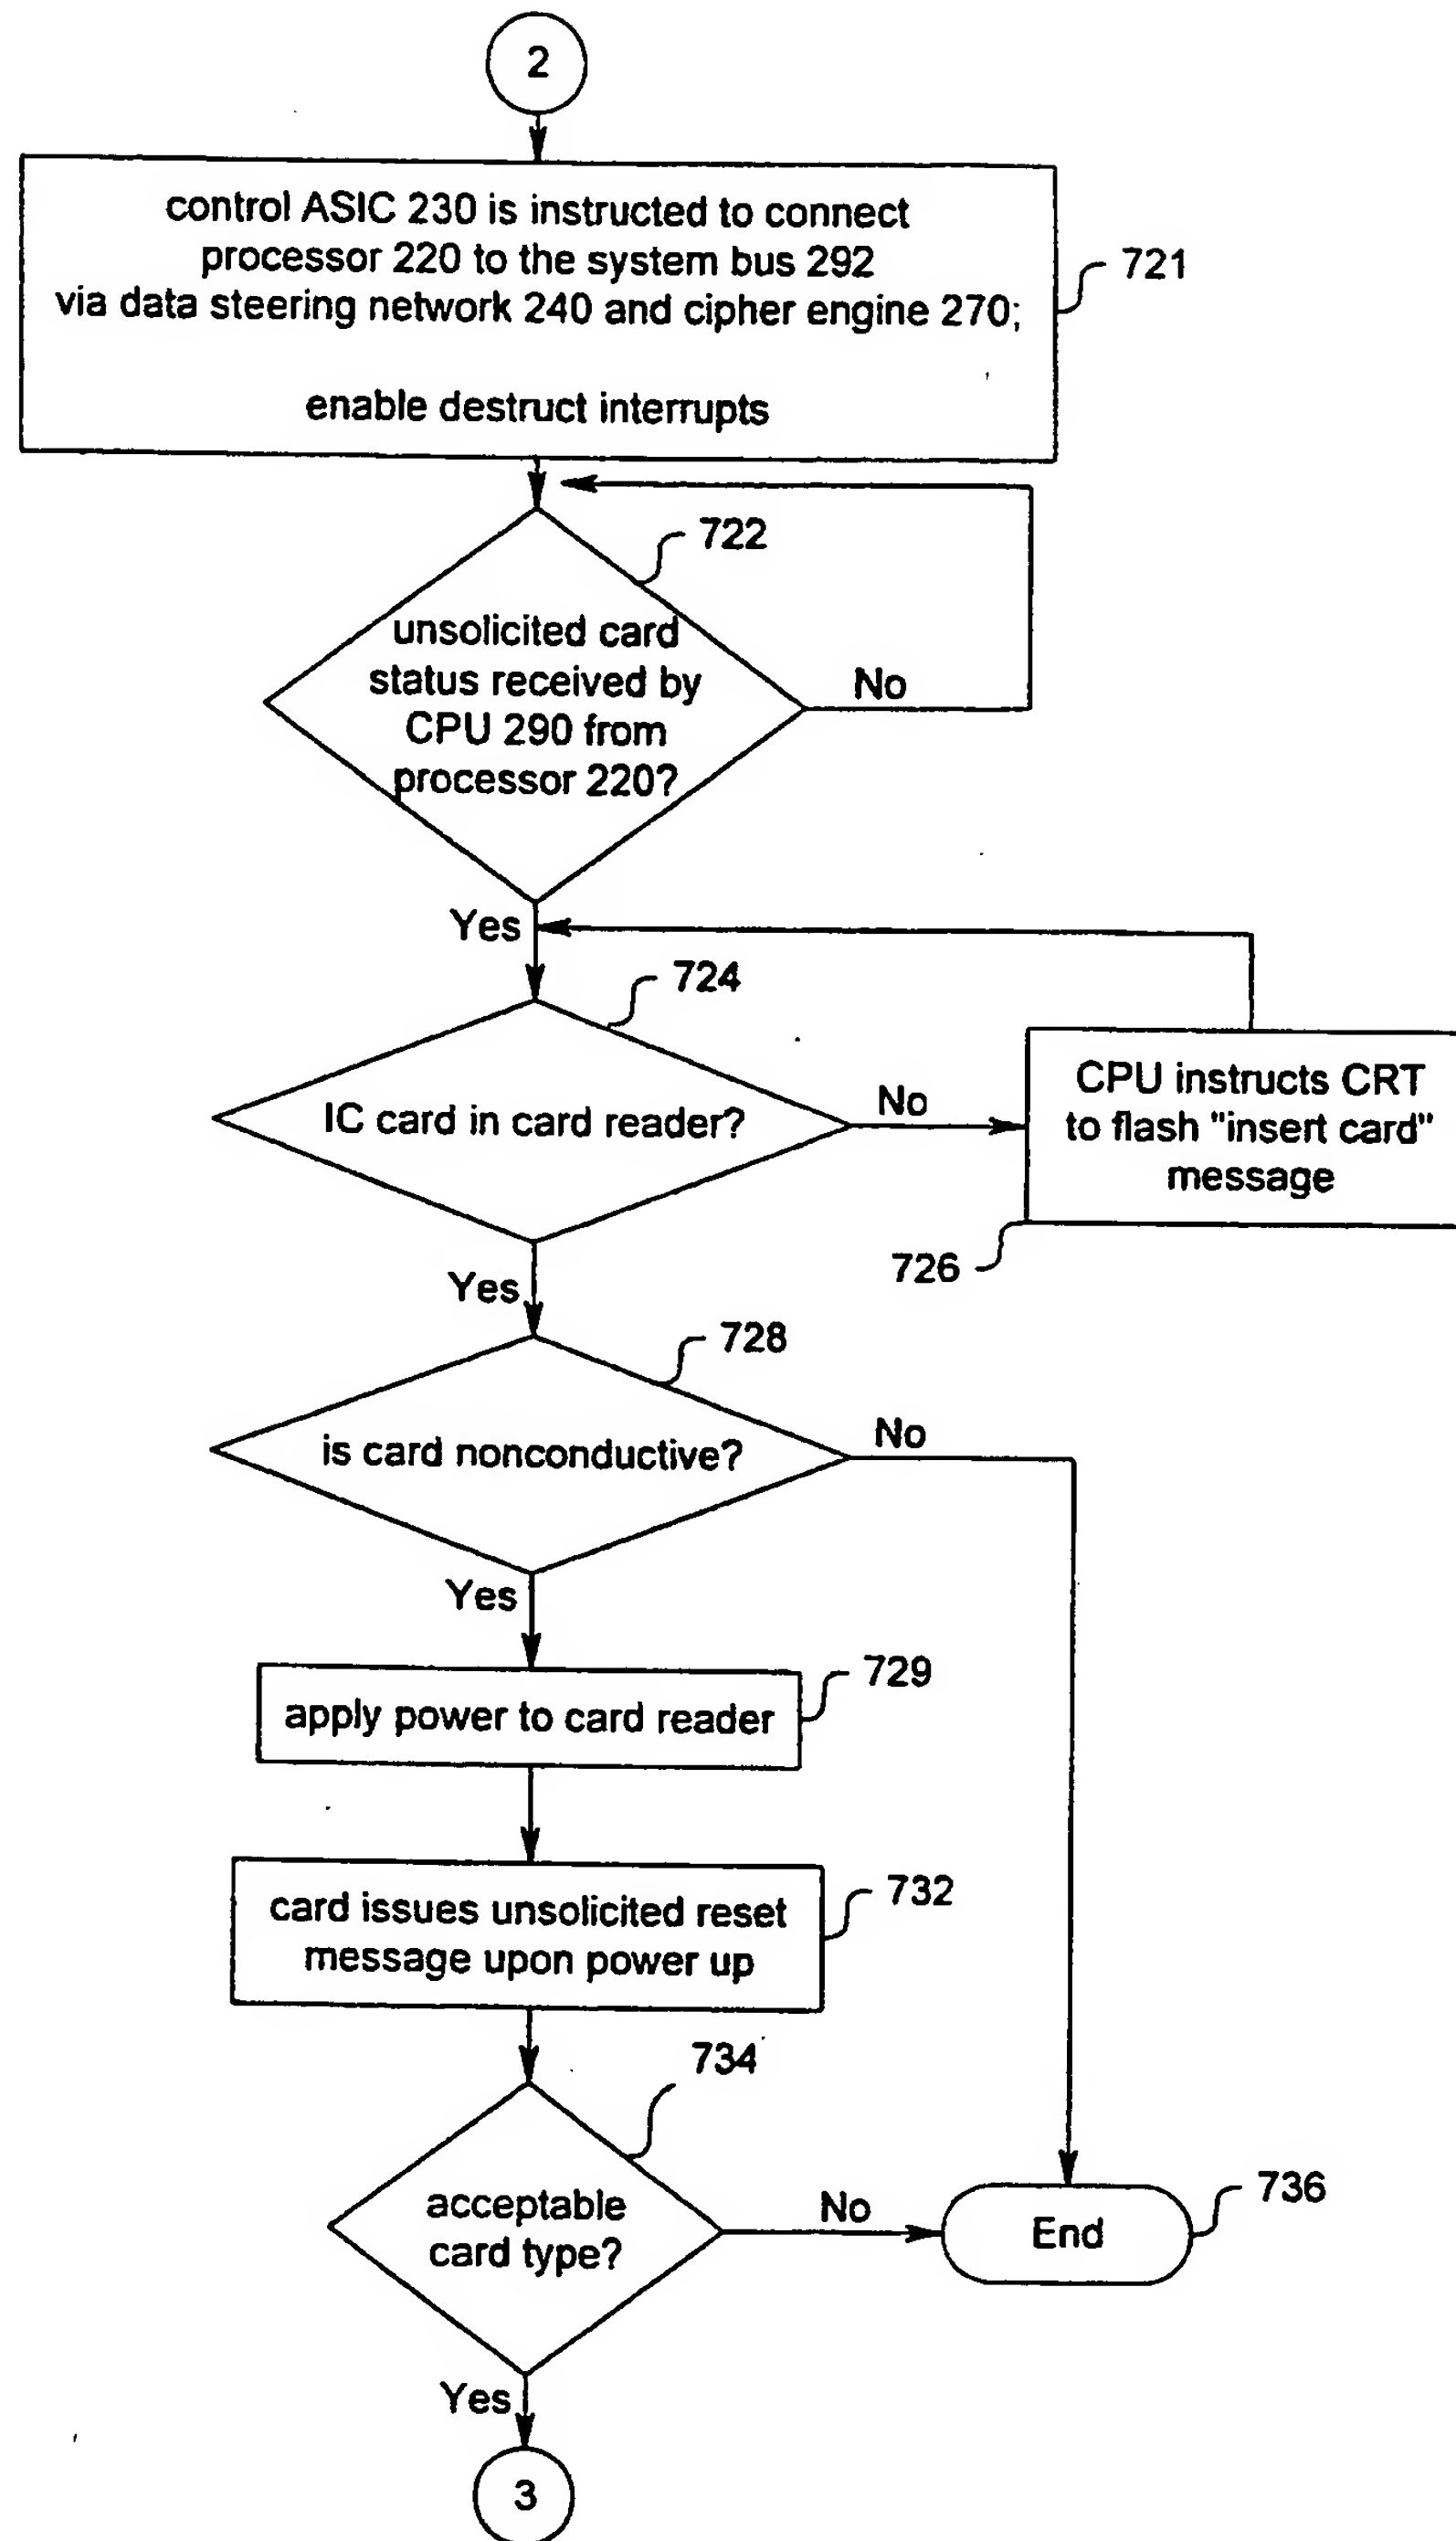 2
control ASIC 230 is instructed to connect
processor 220 to the system bus 292
via data steering network 240 and cipher engine 270;
enable destruct interrupts
721
722
unsolicited card
status received by
CPU 290 from
processor 220?
No
Yes
724
IC card in card reader?
No
CPU instructs CRT
to flash "insert card"
message
726
Yes
728
is card nonconductive?
No
Yes
729
apply power to card reader
732
card issues unsolicited reset
message upon power up
734
acceptable
card type?
No
End
736
Yes
3